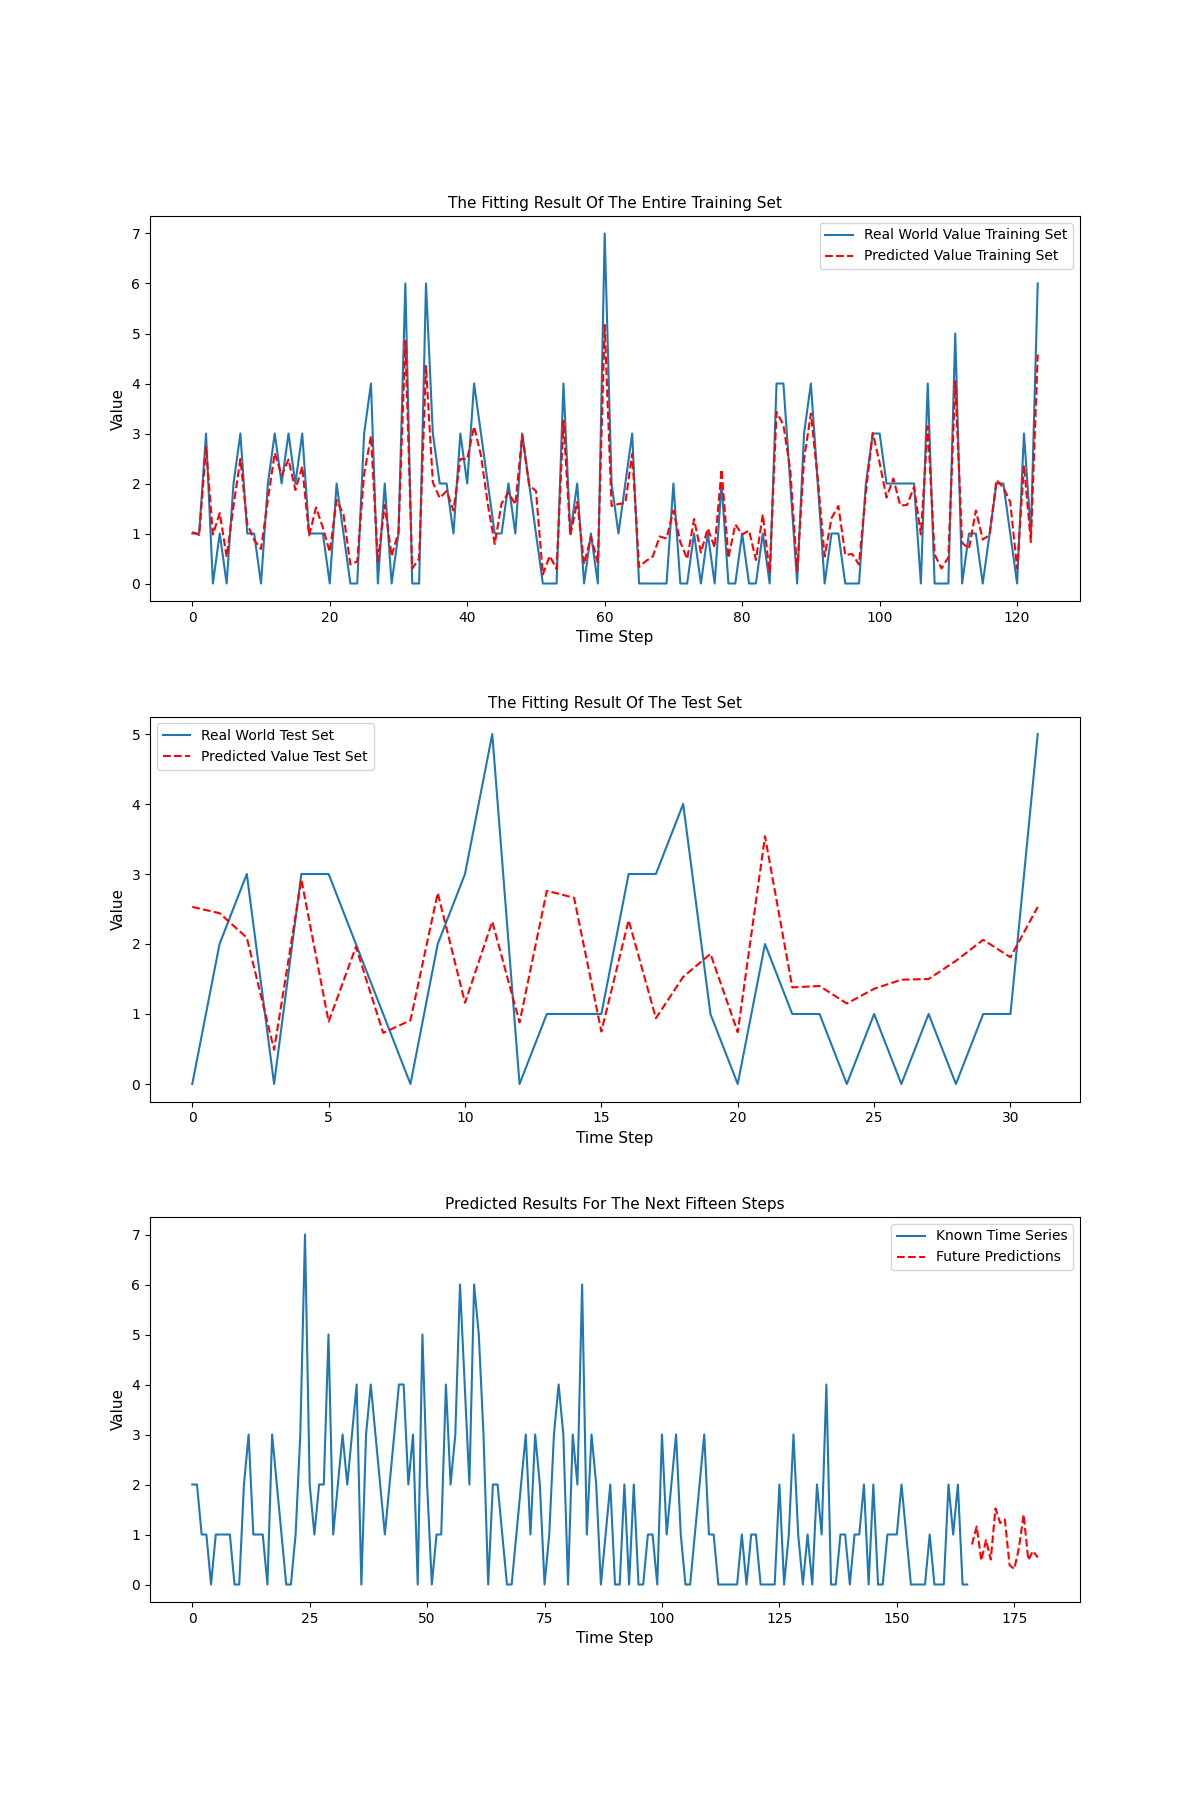 The Fitting Result Of The Entire Training Set
Real World Value Training Set
Predicted Value Training Set
Value
7
6
5
4
3
2
1
0
0 20 40 60 80 100 120
Time Step
The Fitting Result Of The Test Set
Real World Test Set
Predicted Value Test Set
Value
5
4
3
2
1
0
0 5 10 15 20 25 30
Time Step
Predicted Results For The Next Fifteen Steps
Known Time Series
Future Predictions
Value
7
6
5
4
3
2
1
0
0 25 50 75 100 125 150 175
Time Step